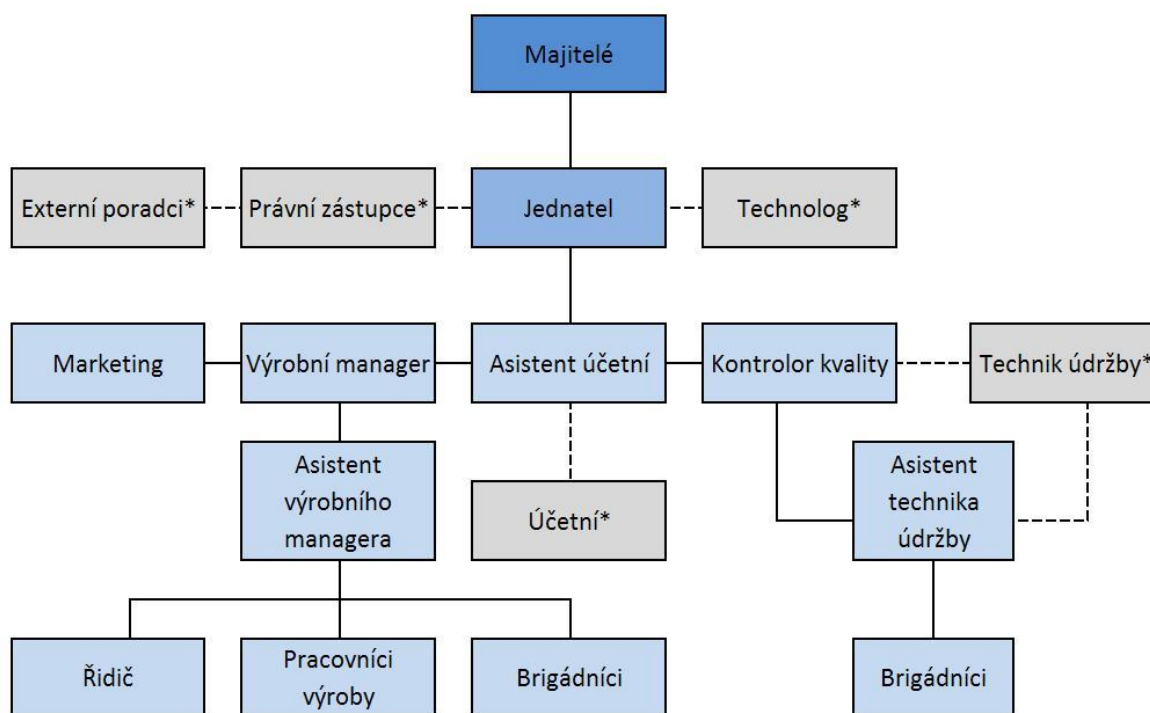 Majitelé
Externí poradci*
Právní zástupce*
Jednatel
Technolog*
Marketing
Výrobní manager
Asistent účetní
Kontrolor kvality
Technik údržby*
Asistent
výrobního
managera
Účetní*
Asistent
technika
údržby
Řidič
Pracovníci
výroby
Brigádníci
Brigádníci